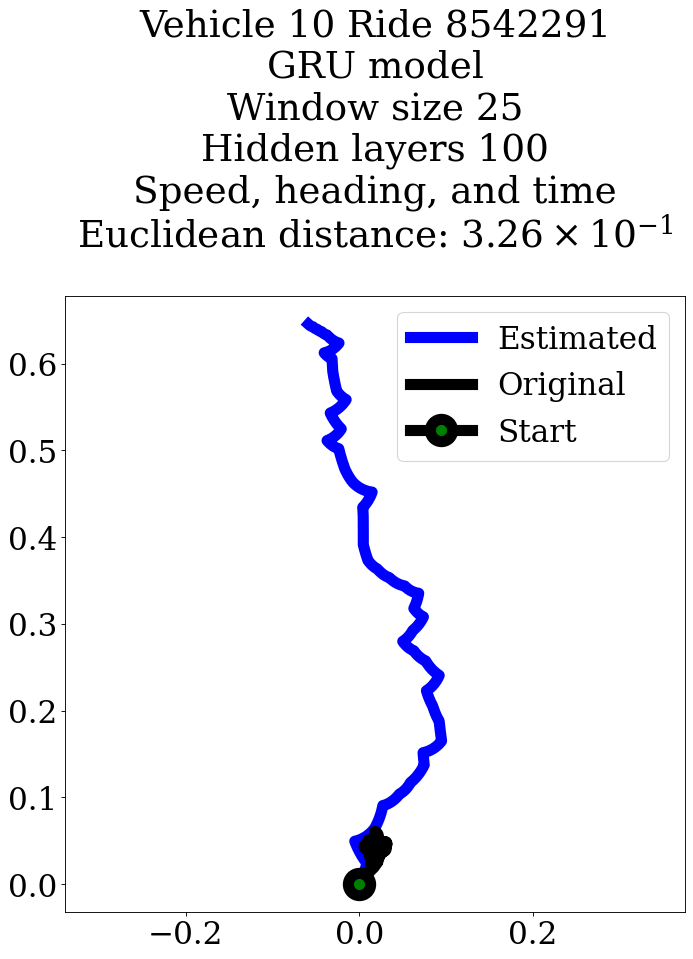 Vehicle 10 Ride 8542291
GRU model
Window size 25
Hidden layers 100
Speed, heading, and time
Euclidean distance: 3.26 × 10⁻¹
Estimated
Original
Start
0.6
0.5
0.4
0.3
0.2
0.1
0.0
−0.2 0.0 0.2